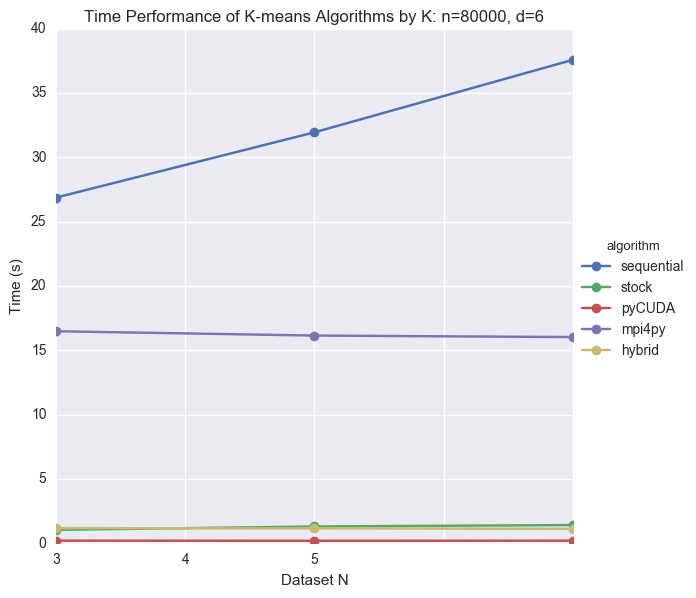 Time Performance of K-means Algorithms by K: n=80000, d=6
40
35
30
25
20
15
10
5
0
Time (s)
3
4
5
Dataset N
algorithm
sequential
stock
pyCUDA
mpi4py
hybrid